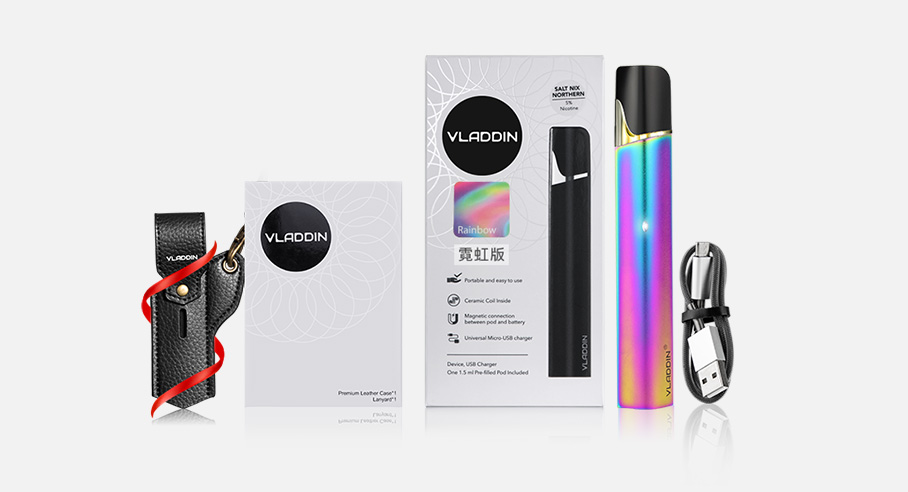 VLADDIN
VLADDIN
Premium Leather Case*1
Lanyard*1
VLADDIN
SALT NIX
NORTHERN
5%
Nicotine
Rainbow
霓虹版
Portable and easy to use
Ceramic Coil Inside
Magnetic connection
between pod and battery
Universal Micro-USB charger
Device, USB Charger
One 1.5 ml Pre-filled Pod Included
VLADDIN
VLADDIN®